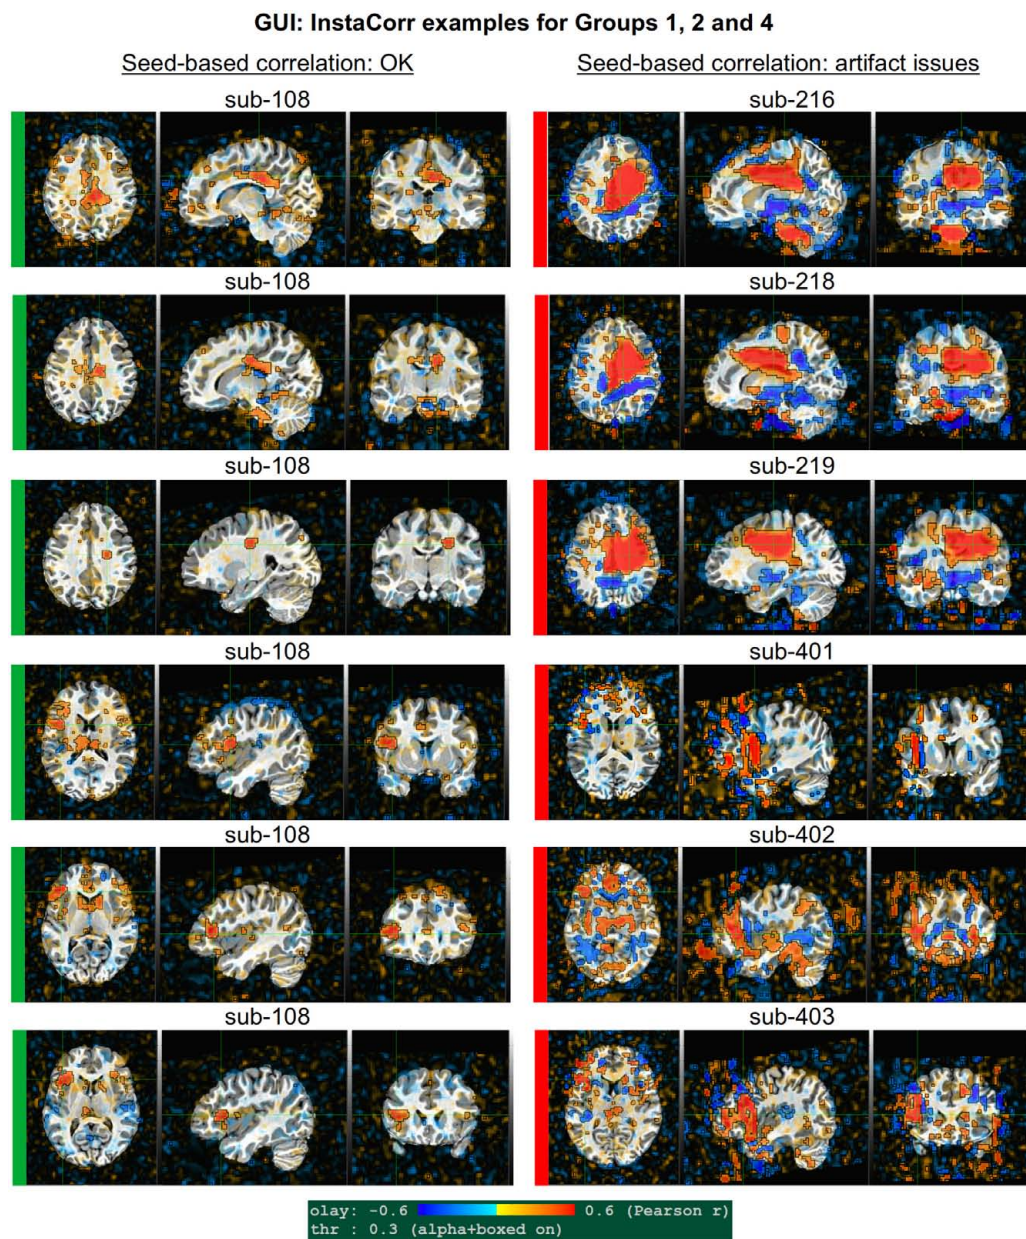 GUI: InstaCorr examples for Groups 1, 2 and 4
Seed-based correlation: OK
Seed-based correlation: artifact issues
sub-108
sub-216
sub-108
sub-218
sub-108
sub-219
sub-108
sub-401
sub-108
sub-402
sub-108
sub-403
olay: -0.6 0.6 (Pearson r)
thr : 0.3 (alpha+boxed on)